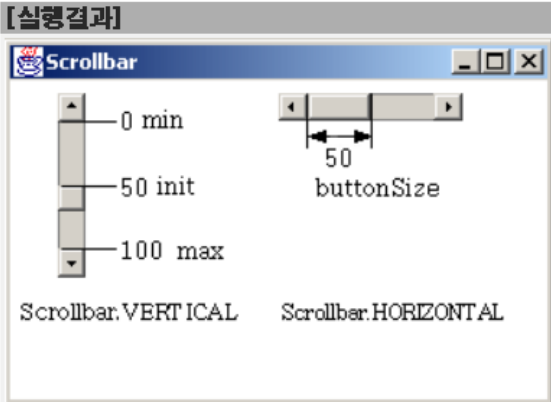 [실행결과]
Scrollbar
0 min
50 init
100 max
50
buttonSize
Scrollbar.VERTICAL
Scrollbar.HORIZONTAL